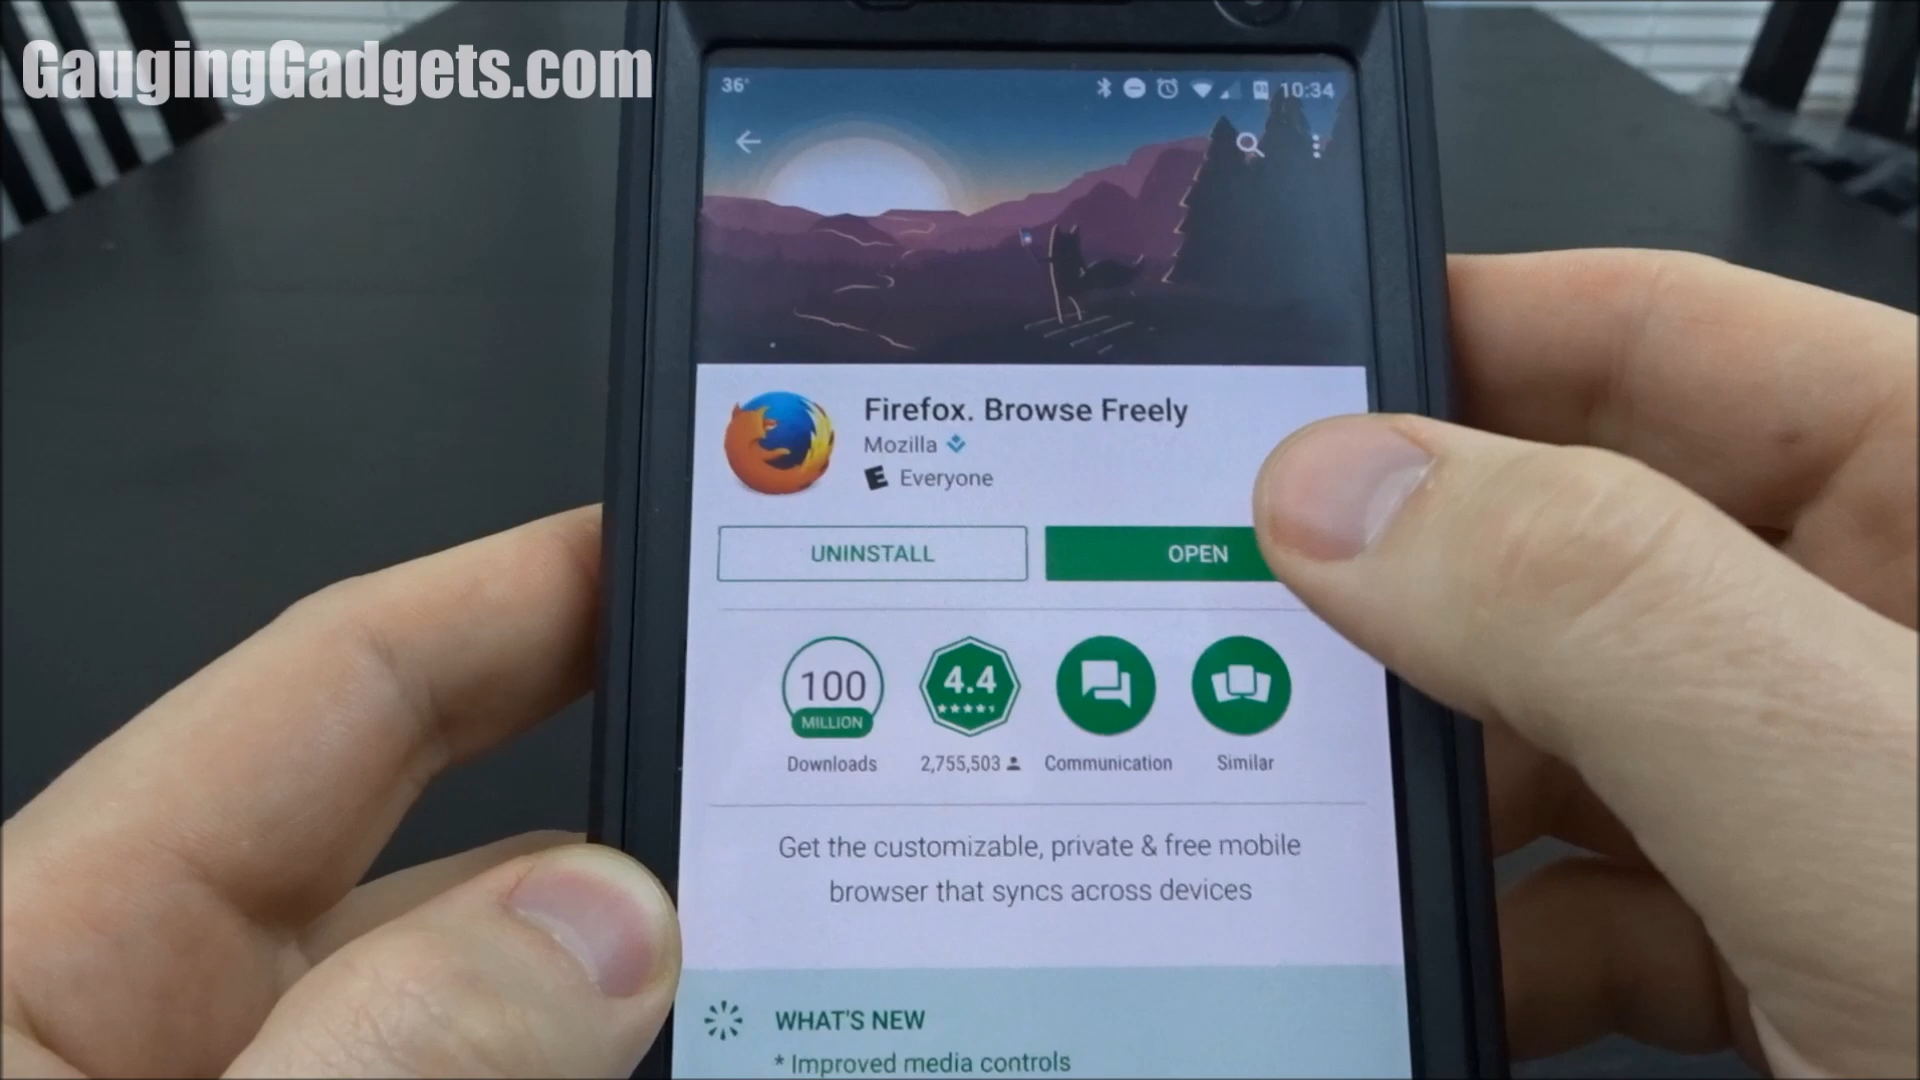 GaugingGadgets.com
36°
10:34
Firefox. Browse Freely
Mozilla
E Everyone
UNINSTALL
OPEN
100
MILLION
4.4
Downloads
2,755,503
Communication
Similar
Get the customizable, private & free mobile
browser that syncs across devices
WHAT'S NEW
* Improved media controls